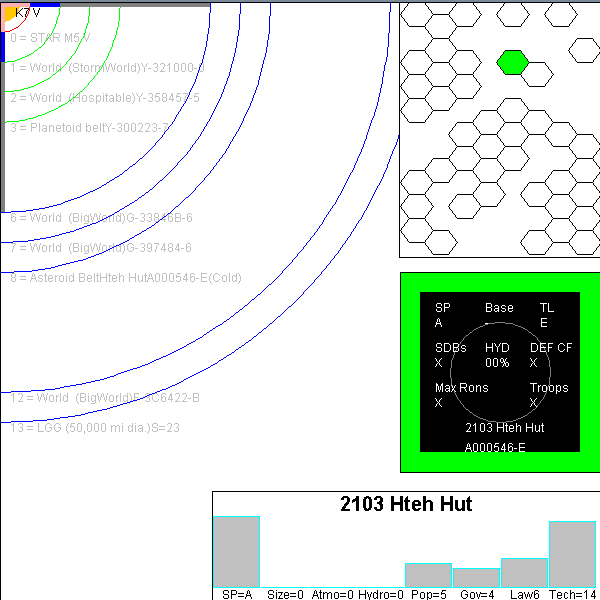 K7 V
0 = STAR M5 V
1 = World  (StormWorld)Y-321000-0
2 = World  (Hospitable)Y-358457-5
3 = Planetoid beltY-300223-7
6 = World  (BigWorld)G-33846B-6
7 = World  (BigWorld)G-397484-6
8 = Asteroid BeltHteh HutA000546-E(Cold)
12 = World  (BigWorld)F-3C6422-B
13 = LGG (50,000 mi dia.)S=23
SP Base TL
A - E
SDBs HYD DEF CF
X 00% X
Max Rons Troops
X X
2103 Hteh Hut
A000546-E
2103 Hteh Hut
SP=A Size=0 Atmo=0 Hydro=0 Pop=5 Gov=4 Law6 Tech=14